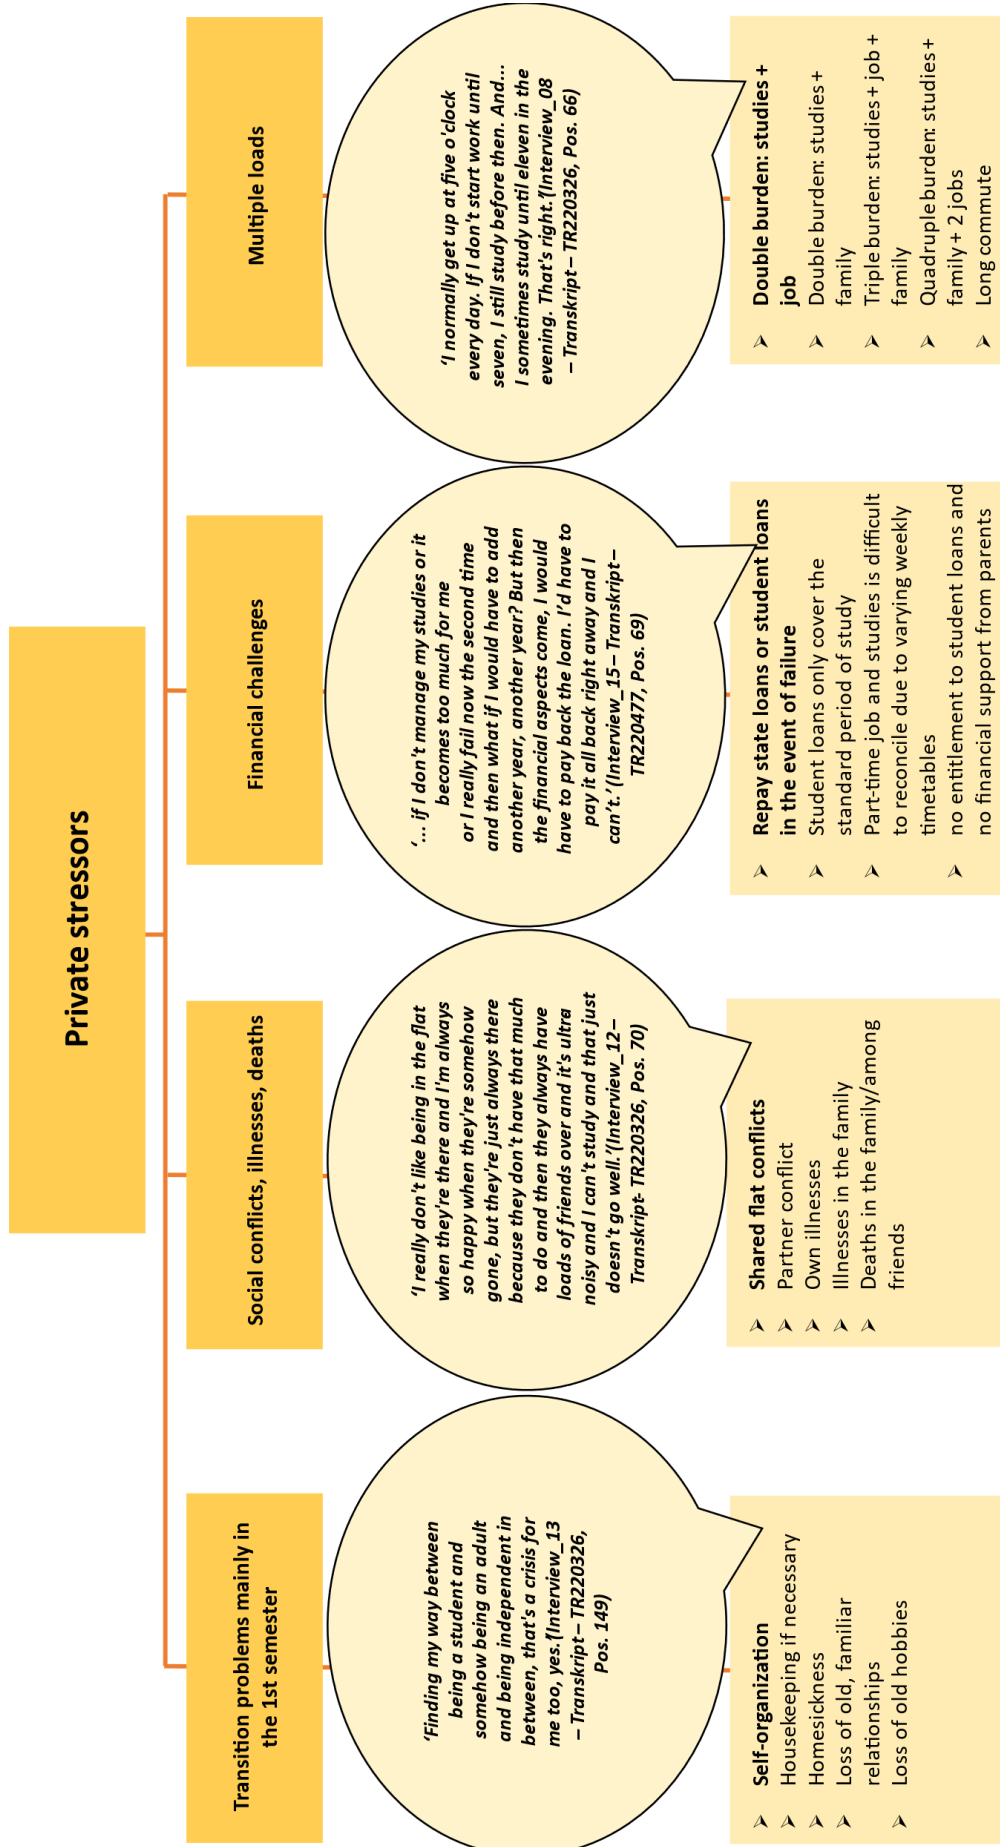 Private stressors
Transition problems mainly in
the 1st semester
Social conflicts, illnesses, deaths
Financial challenges
Multiple loads
‘Finding my way between
being a student and
somehow being an adult
and being independent in
between, that's a crisis for
me too, yes.‘(Interview_13
– Transkript – TR220326,
Pos. 149)
‘I really don't like being in the flat
when they're there and I'm always
so happy when they're somehow
gone, but they're just always there
because they don't have that much
to do and then they always have
loads of friends over and it's ultra
noisy and I can't study and that just
doesn't go well.‘(Interview_12 –
Transkript- TR220326, Pos. 70)
‘... if I don't manage my studies or it
becomes too much for me
or I really fail now the second time
and then what if I would have to add
another year, another year? But then
the financial aspects come, I would
have to pay back the loan. I'd have to
pay it all back right away and I
can't.‘ (Interview_15 – Transkript –
TR220477, Pos. 69)
‘I normally get up at five o'clock
every day. If I don't start work until
seven, I still study before then. And...
I sometimes study until eleven in the
evening. That's right.‘(Interview_08
– Transkript – TR220326, Pos. 66)
➢ Self-organization
➢ Housekeeping if necessary
➢ Homesickness
➢ Loss of old, familiar
relationships
➢ Loss of old hobbies
➢ Shared flat conflicts
➢ Partner conflict
➢ Own illnesses
➢ Illnesses in the family
➢ Deaths in the family/among
friends
➢ Repay state loans or student loans
in the event of failure
➢ Student loans only cover the
standard period of study
➢ Part-time job and studies is difficult
to reconcile due to varying weekly
timetables
➢ no entitlement to student loans and
no financial support from parents
➢ Double burden: studies +
job
➢ Double burden: studies +
family
➢ Triple burden: studies + job +
family
➢ Quadruple burden: studies +
family + 2 jobs
➢ Long commute